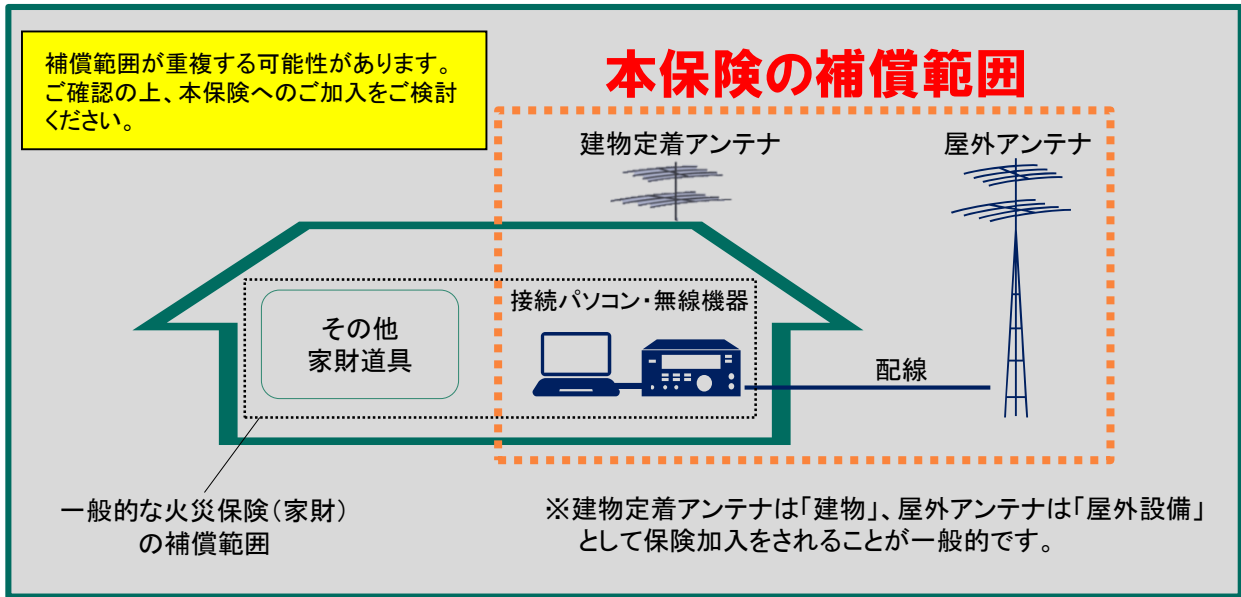 補償範囲が重複する可能性があります。
ご確認の上、本保険へのご加入をご検討
ください。
本保険の補償範囲
建物定着アンテナ
屋外アンテナ
その他
家財道具
接続パソコン・無線機器
配線
一般的な火災保険(家財)
の補償範囲
※建物定着アンテナは「建物」、屋外アンテナは「屋外設備」
として保険加入をされることが一般的です。